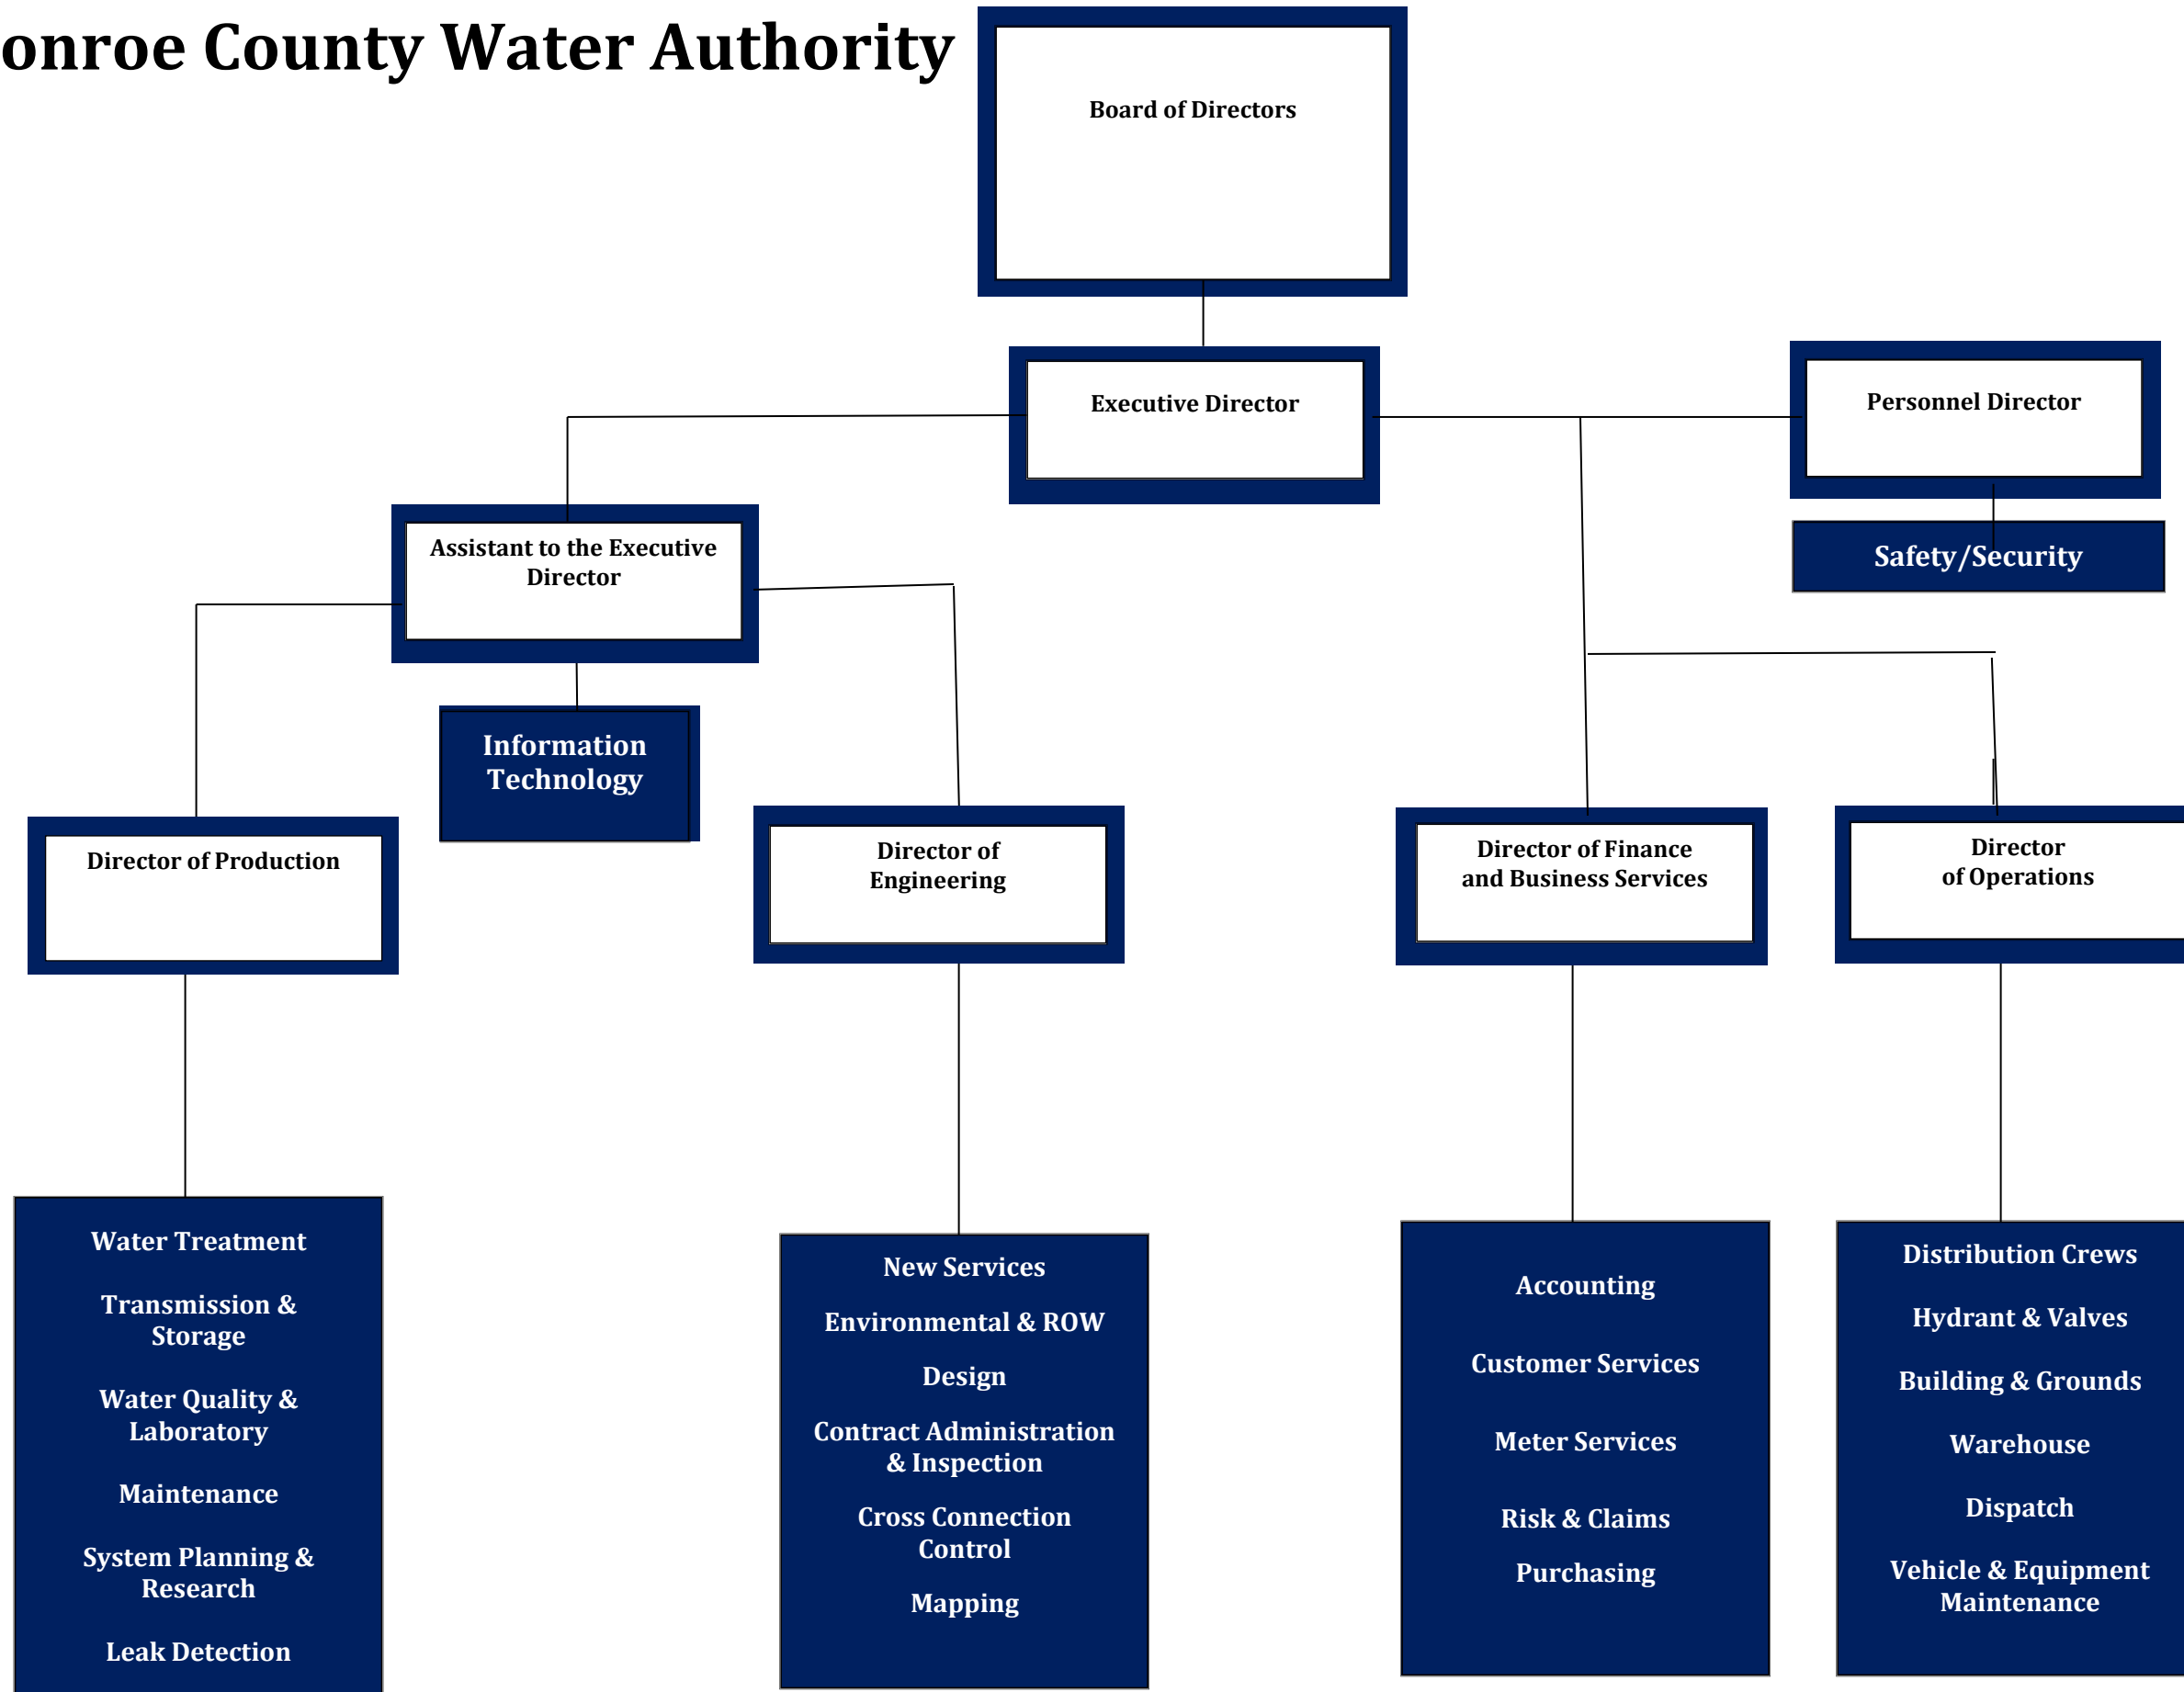 onroe County Water Authority
Board of Directors
Executive Director
Personnel Director
Assistant to the Executive
Director
Safety/Security
Information
Technology
Director of Production
Director of
Engineering
Director of Finance
and Business Services
Director
of Operations
Water Treatment
Transmission &
Storage
Water Quality &
Laboratory
Maintenance
System Planning &
Research
Leak Detection
New Services
Environmental & ROW
Design
Contract Administration
& Inspection
Cross Connection
Control
Mapping
Accounting
Customer Services
Meter Services
Risk & Claims
Purchasing
Distribution Crews
Hydrant & Valves
Building & Grounds
Warehouse
Dispatch
Vehicle & Equipment
Maintenance